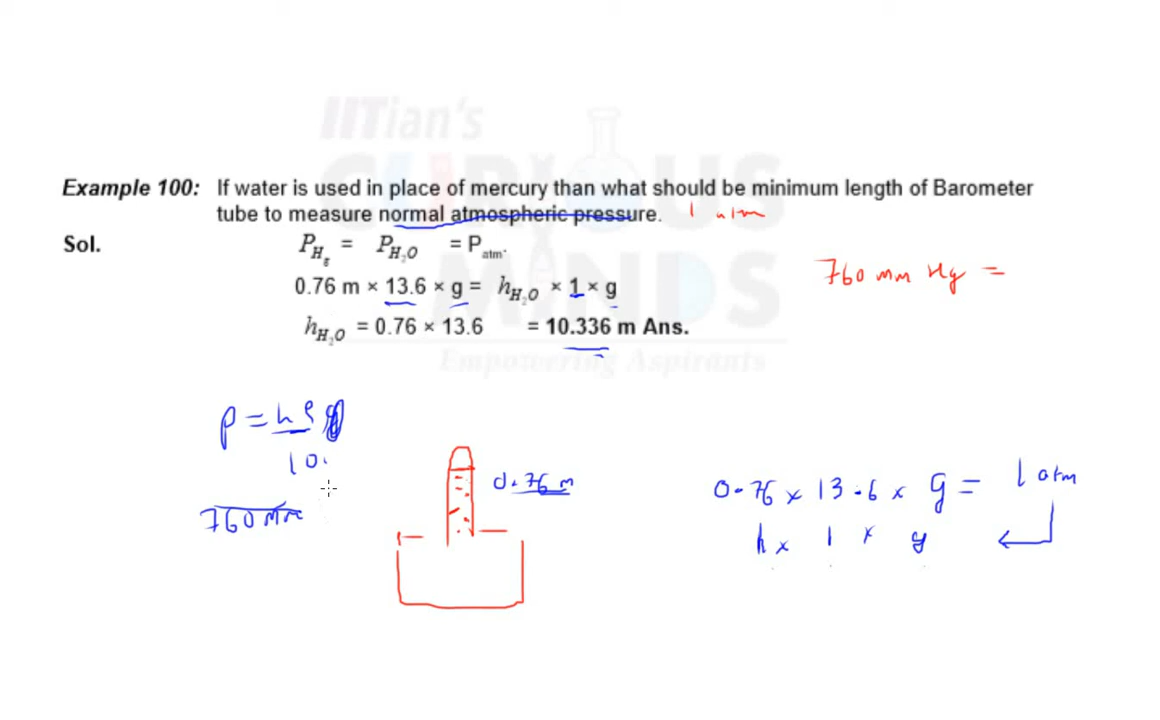 IITian's
CURIOUS
MINDS
Empowering Aspirants
Example 100: If water is used in place of mercury than what should be minimum length of Barometer
tube to measure normal atmospheric pressure. 1 atm
Sol. P_Hg = P_H₂O = P_atm.
760 mm Hg =
0.76 m × 13.6 × g = h_H₂O × 1 × g
h_H₂O = 0.76 × 13.6 = 10.336 m Ans.
P = h ρ g
10.
760 mm
0.76 m
0.76 × 13.6 × g = 1 atm
h × 1 × g